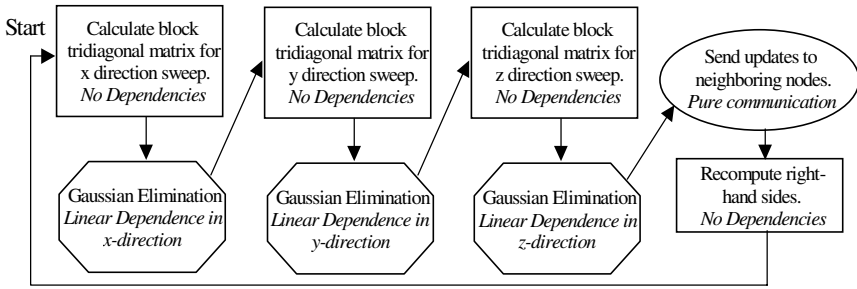 Start
Calculate block
tridiagonal matrix for
x direction sweep.
No Dependencies
Gaussian Elimination
Linear Dependence in
x-direction
Calculate block
tridiagonal matrix for
y direction sweep.
No Dependencies
Gaussian Elimination
Linear Dependence in
y-direction
Calculate block
tridiagonal matrix for
z direction sweep.
No Dependencies
Gaussian Elimination
Linear Dependence in
z-direction
Send updates to
neighboring nodes.
Pure communication
Recompute right-
hand sides.
No Dependencies